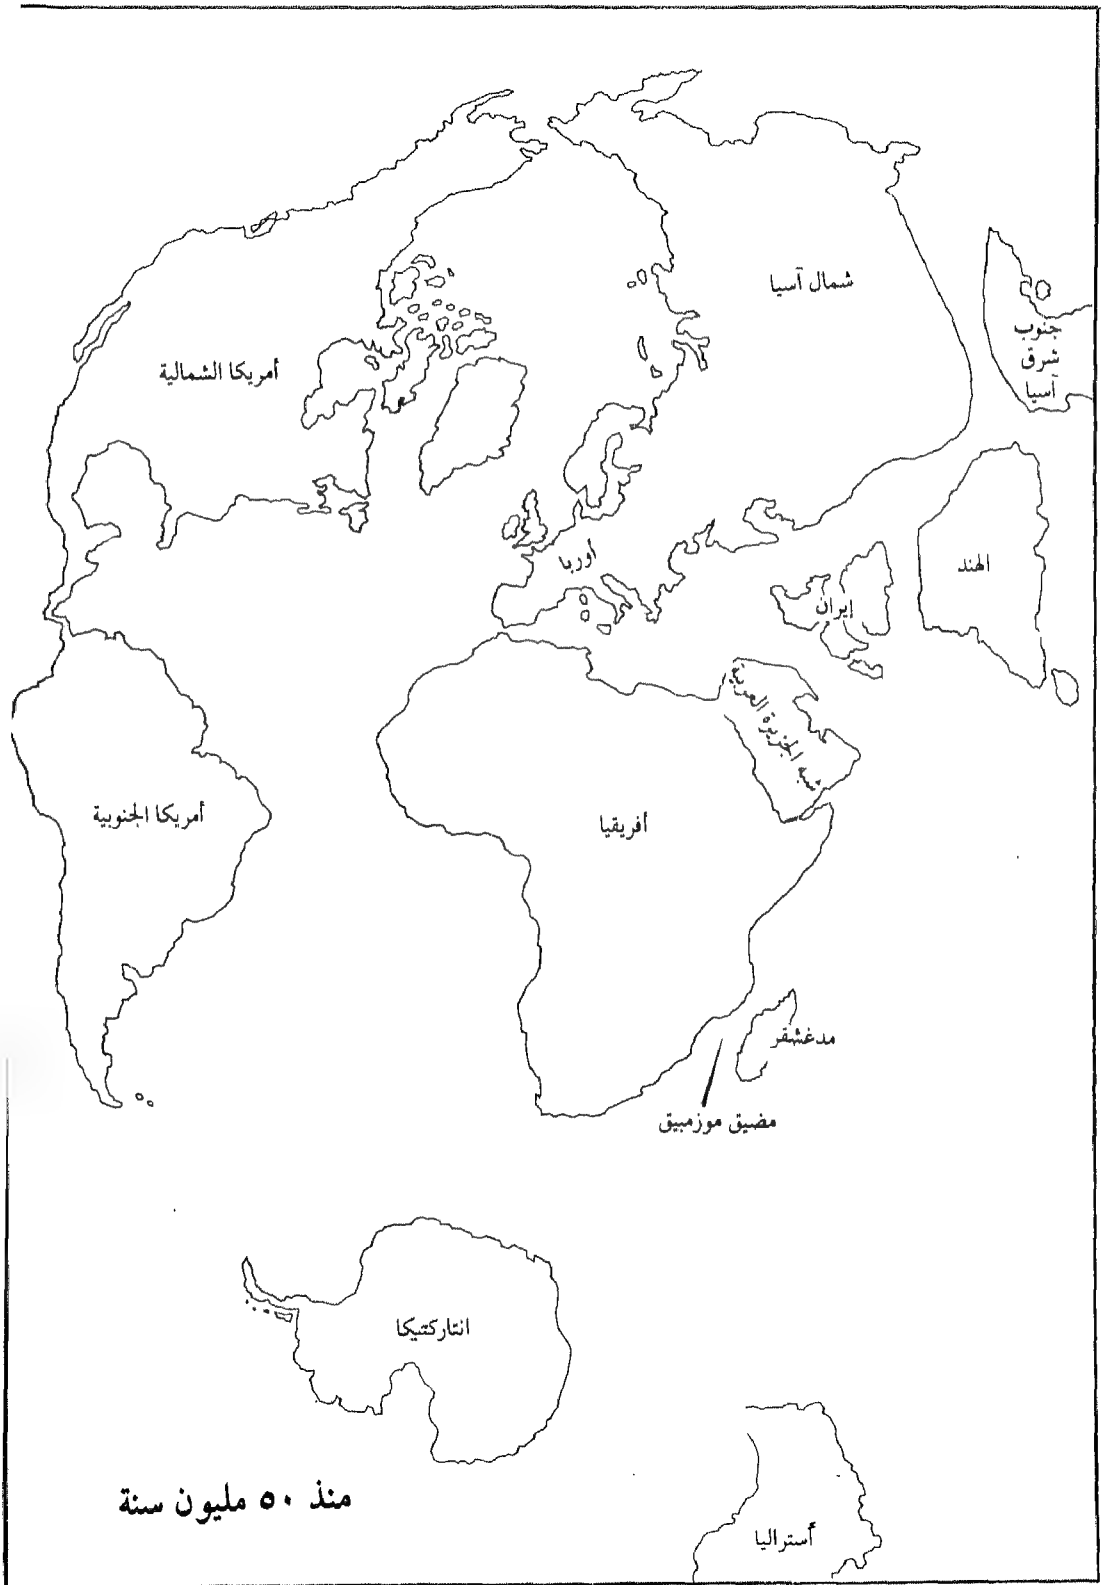 شمال آسيا
جنوب
شرق
آسيا
أمريكا الشمالية
أوربا
الهند
إيران
شبه الجزيرة العربية
أمريكا الجنوبية
أفريقيا
مدغشقر
مضيق موزمبيق
انتاركتيكا
منذ ٥٠ مليون سنة
أستراليا